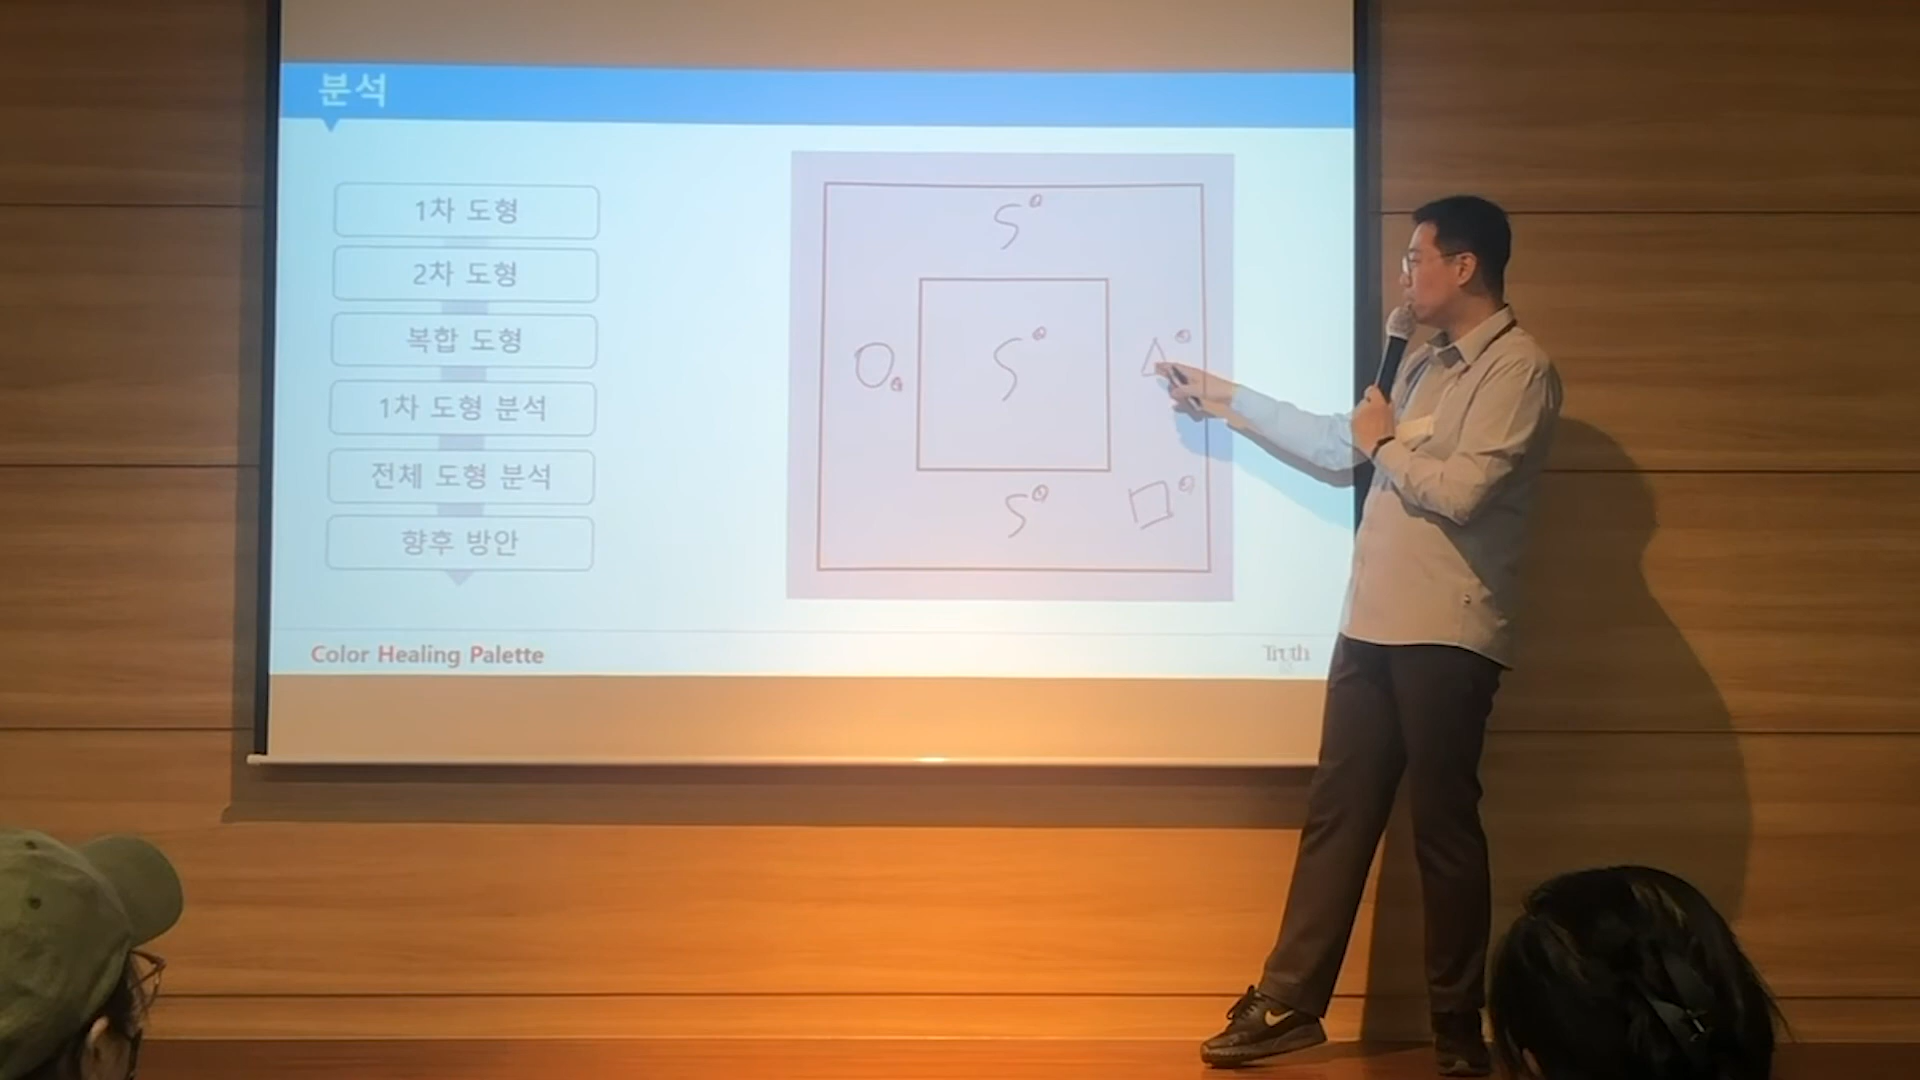 분석
1차 도형
2차 도형
복합 도형
1차 도형 분석
전체 도형 분석
향후 방안
S
S
S
Color Healing Palette
Truth